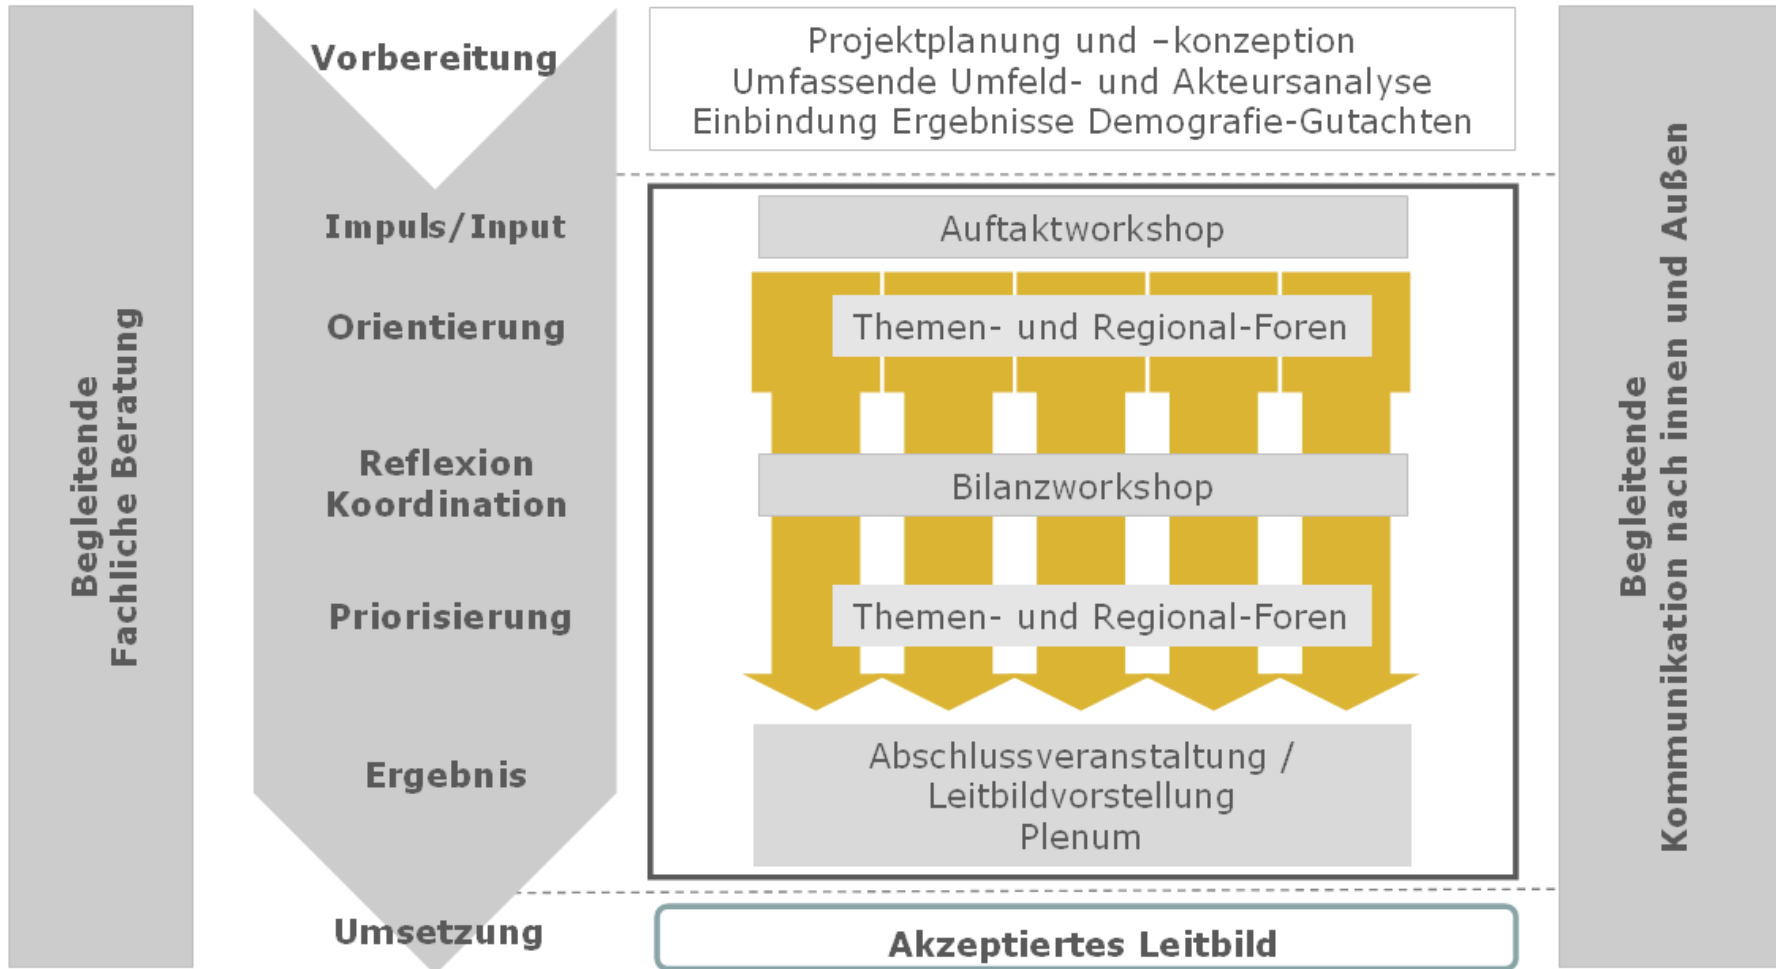 Begleitende
Fachliche Beratung
Vorbereitung
Projektplanung und –konzeption
Umfassende Umfeld- und Akteursanalyse
Einbindung Ergebnisse Demografie-Gutachten
Impuls/Input
Auftaktworkshop
Orientierung
Themen- und Regional-Foren
Reflexion
Koordination
Bilanzworkshop
Priorisierung
Themen- und Regional-Foren
Ergebnis
Abschlussveranstaltung /
Leitbildvorstellung
Plenum
Umsetzung
Akzeptiertes Leitbild
Begleitende
Kommunikation nach innen und Außen